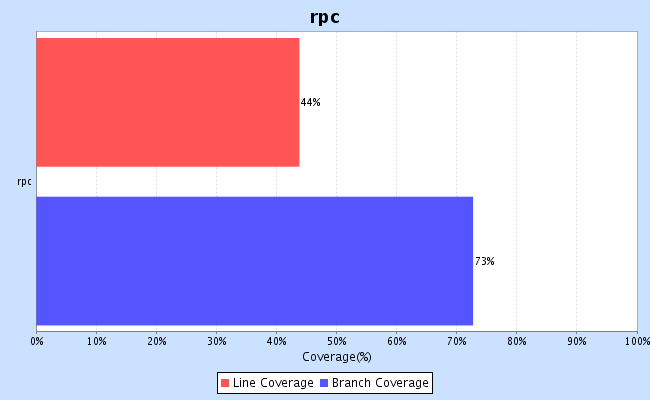 rpc
44%
rpc
73%
0% 10% 20% 30% 40% 50% 60% 70% 80% 90% 100%
Coverage(%)
Line Coverage Branch Coverage